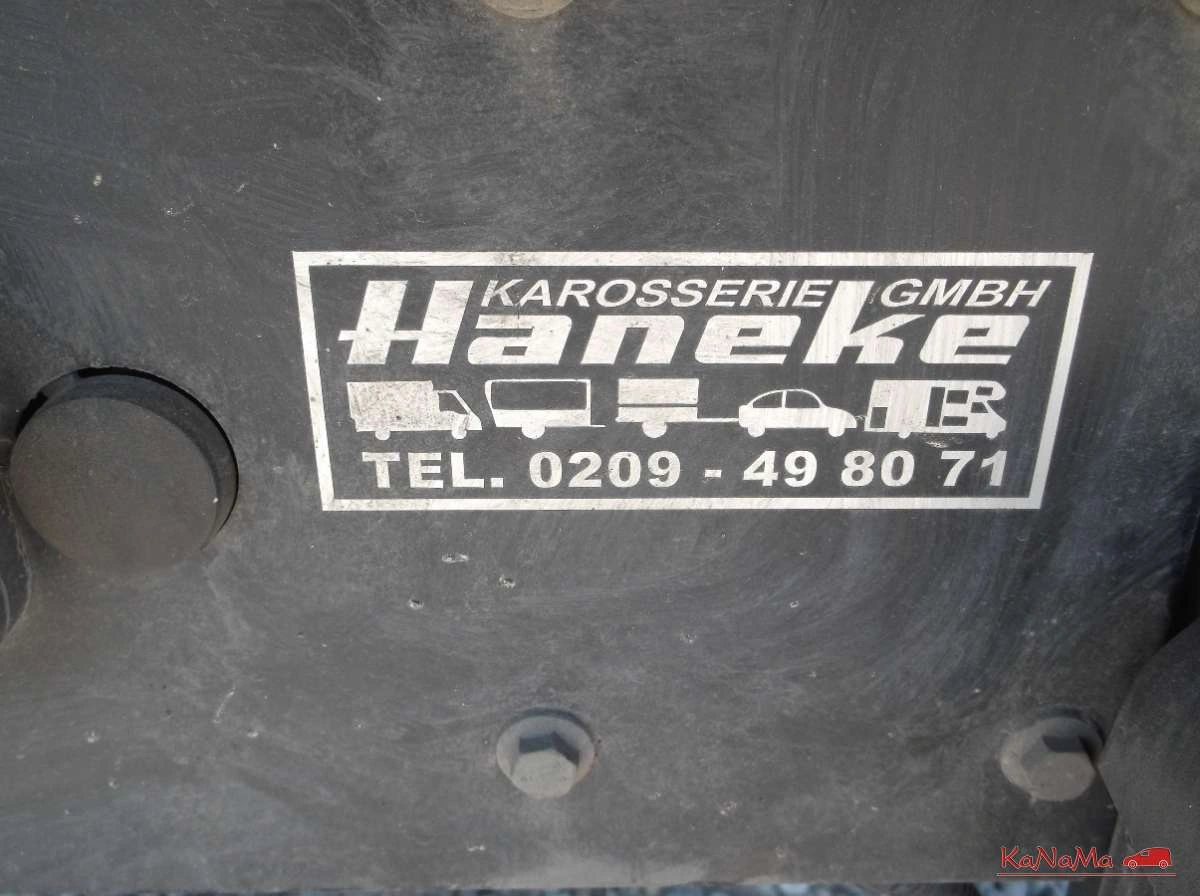 KAROSSERIE GMBH
Haneke
TEL. 0209 - 49 80 71
KaNaMa